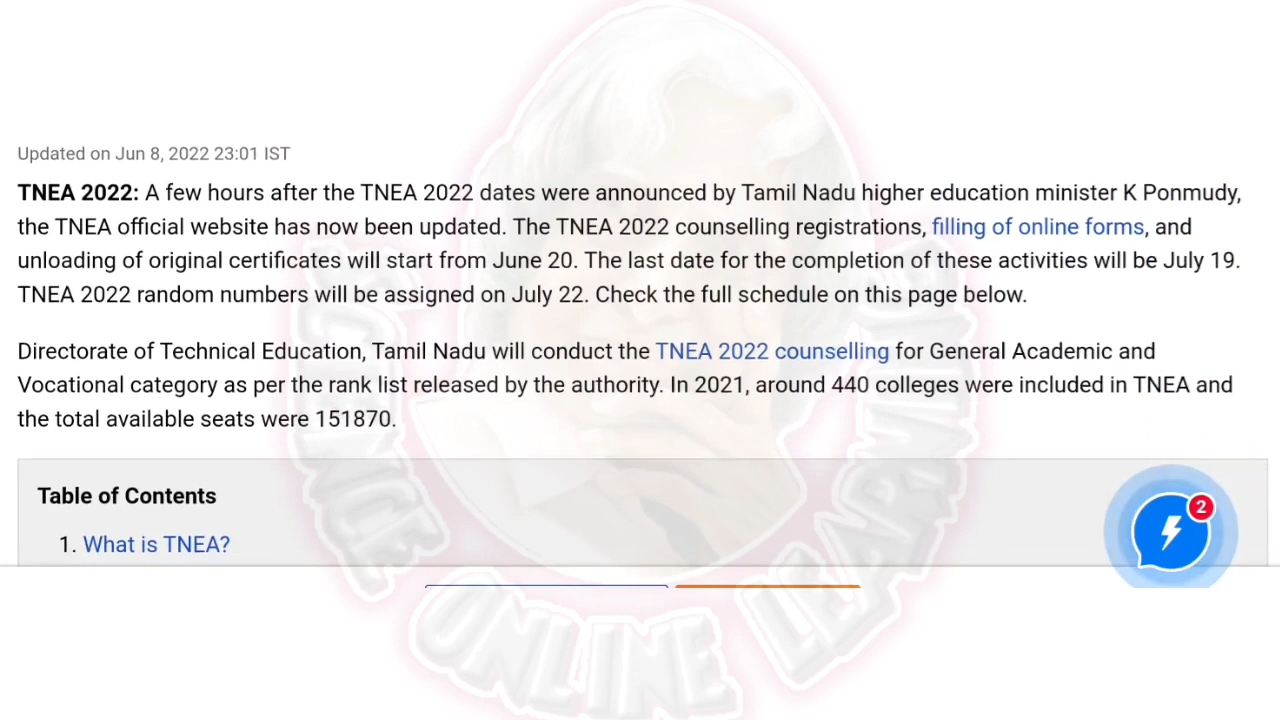 Updated on Jun 8, 2022 23:01 IST
TNEA 2022: A few hours after the TNEA 2022 dates were announced by Tamil Nadu higher education minister K Ponmudy,
the TNEA official website has now been updated. The TNEA 2022 counselling registrations, filling of online forms, and
unloading of original certificates will start from June 20. The last date for the completion of these activities will be July 19.
TNEA 2022 random numbers will be assigned on July 22. Check the full schedule on this page below.
Directorate of Technical Education, Tamil Nadu will conduct the TNEA 2022 counselling for General Academic and
Vocational category as per the rank list released by the authority. In 2021, around 440 colleges were included in TNEA and
the total available seats were 151870.
Table of Contents
2
1. What is TNEA?
SCIENCE ONLINE LEARNING